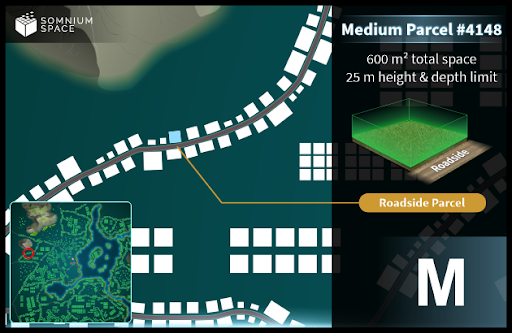 SOMNIUM
SPACE
Medium Parcel #4148
600 m² total space
25 m height & depth limit
Roadside
Roadside Parcel
M